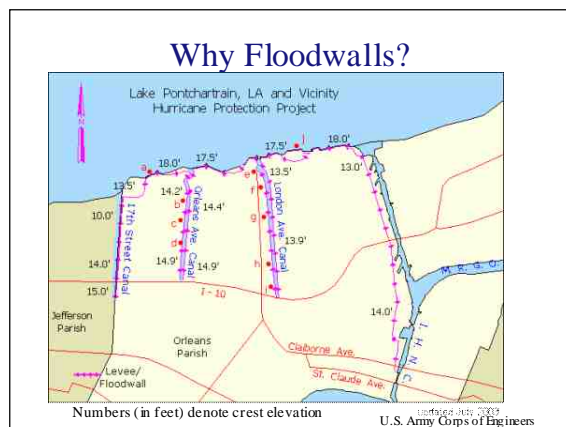 Why Floodwalls?
Lake Pontchartrain, LA and Vicinity
Hurricane Protection Project
N
17.5'
18.0'
j
a
18.0'
17.5'
13.5'
e
13.0'
13.5'
14.2'
f
10.0'
b
14.4'
g
c
17th Street Canal
Orleans Ave. Canal
London Ave. Canal
d
13.9'
14.0'
14.9'
14.9'
h
M.R.G.O.
15.0'
I-10
i
14.0'
I.H.N.C.
Jefferson
Parish
Orleans
Parish
Claiborne Ave.
St. Claude Ave.
Levee/
Floodwall
updated July 2003
Numbers (in feet) denote crest elevation
U.S. Army Corps of Engineers